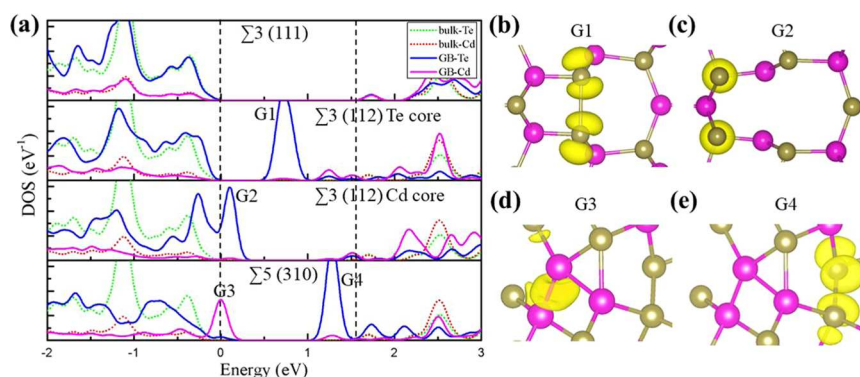 (a)
∑3 (111)
bulk-Te
bulk-Cd
GB-Te
GB-Cd
G1
∑3 (112) Te core
G2
∑3 (112) Cd core
G3
∑5 (310)
G4
DOS (eV⁻¹)
-2 -1 0 1 2 3
Energy (eV)
(b) G1
(c) G2
(d) G3
(e) G4